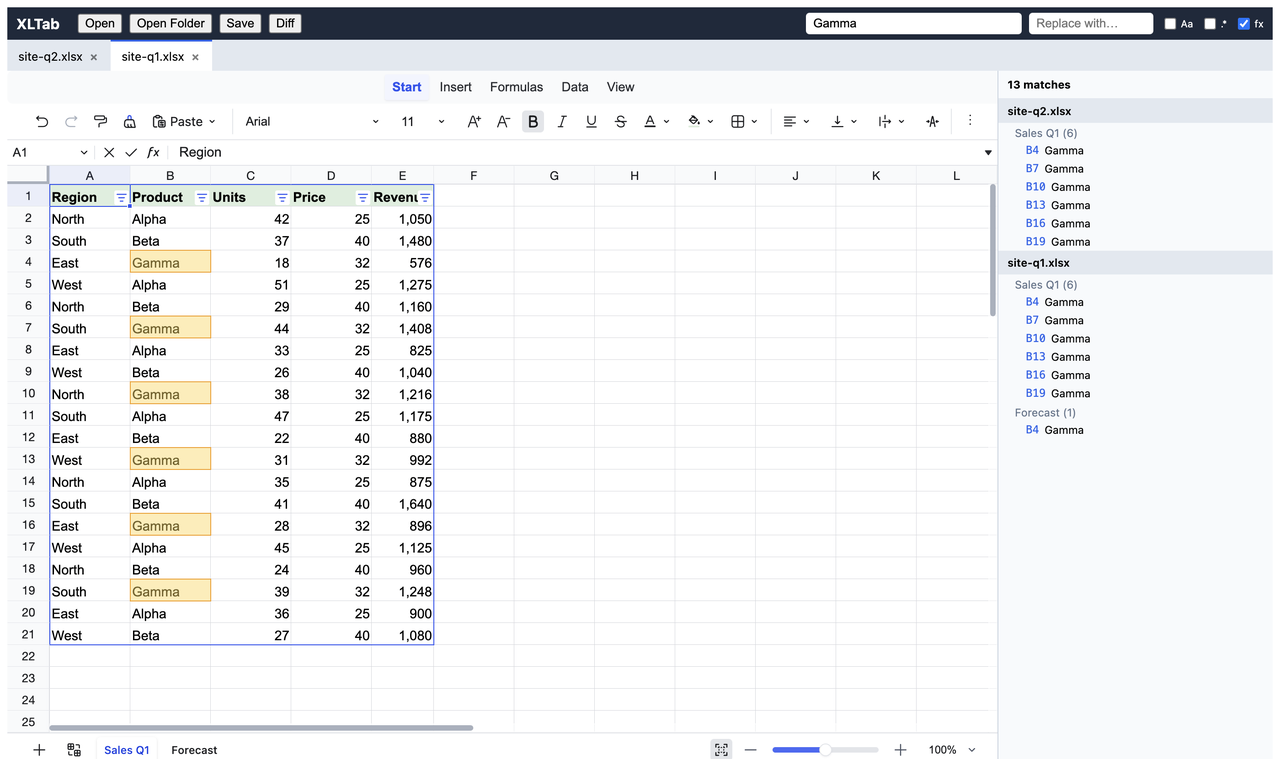 XLTab Open Open Folder Save Diff Gamma Replace with… Aa .* fx
site-q2.xlsx × site-q1.xlsx ×
Start Insert Formulas Data View
Paste Arial 11 A+ A- B I U S A
A1 fx Region
A B C D E F G H I J K L
1 Region Product Units Price Revenu
2 North Alpha 42 25 1,050
3 South Beta 37 40 1,480
4 East Gamma 18 32 576
5 West Alpha 51 25 1,275
6 North Beta 29 40 1,160
7 South Gamma 44 32 1,408
8 East Alpha 33 25 825
9 West Beta 26 40 1,040
10 North Gamma 38 32 1,216
11 South Alpha 47 25 1,175
12 East Beta 22 40 880
13 West Gamma 31 32 992
14 North Alpha 35 25 875
15 South Beta 41 40 1,640
16 East Gamma 28 32 896
17 West Alpha 45 25 1,125
18 North Beta 24 40 960
19 South Gamma 39 32 1,248
20 East Alpha 36 25 900
21 West Beta 27 40 1,080
22
23
24
25
Sales Q1 Forecast 100%
13 matches
site-q2.xlsx
Sales Q1 (6)
B4 Gamma
B7 Gamma
B10 Gamma
B13 Gamma
B16 Gamma
B19 Gamma
site-q1.xlsx
Sales Q1 (6)
B4 Gamma
B7 Gamma
B10 Gamma
B13 Gamma
B16 Gamma
B19 Gamma
Forecast (1)
B4 Gamma